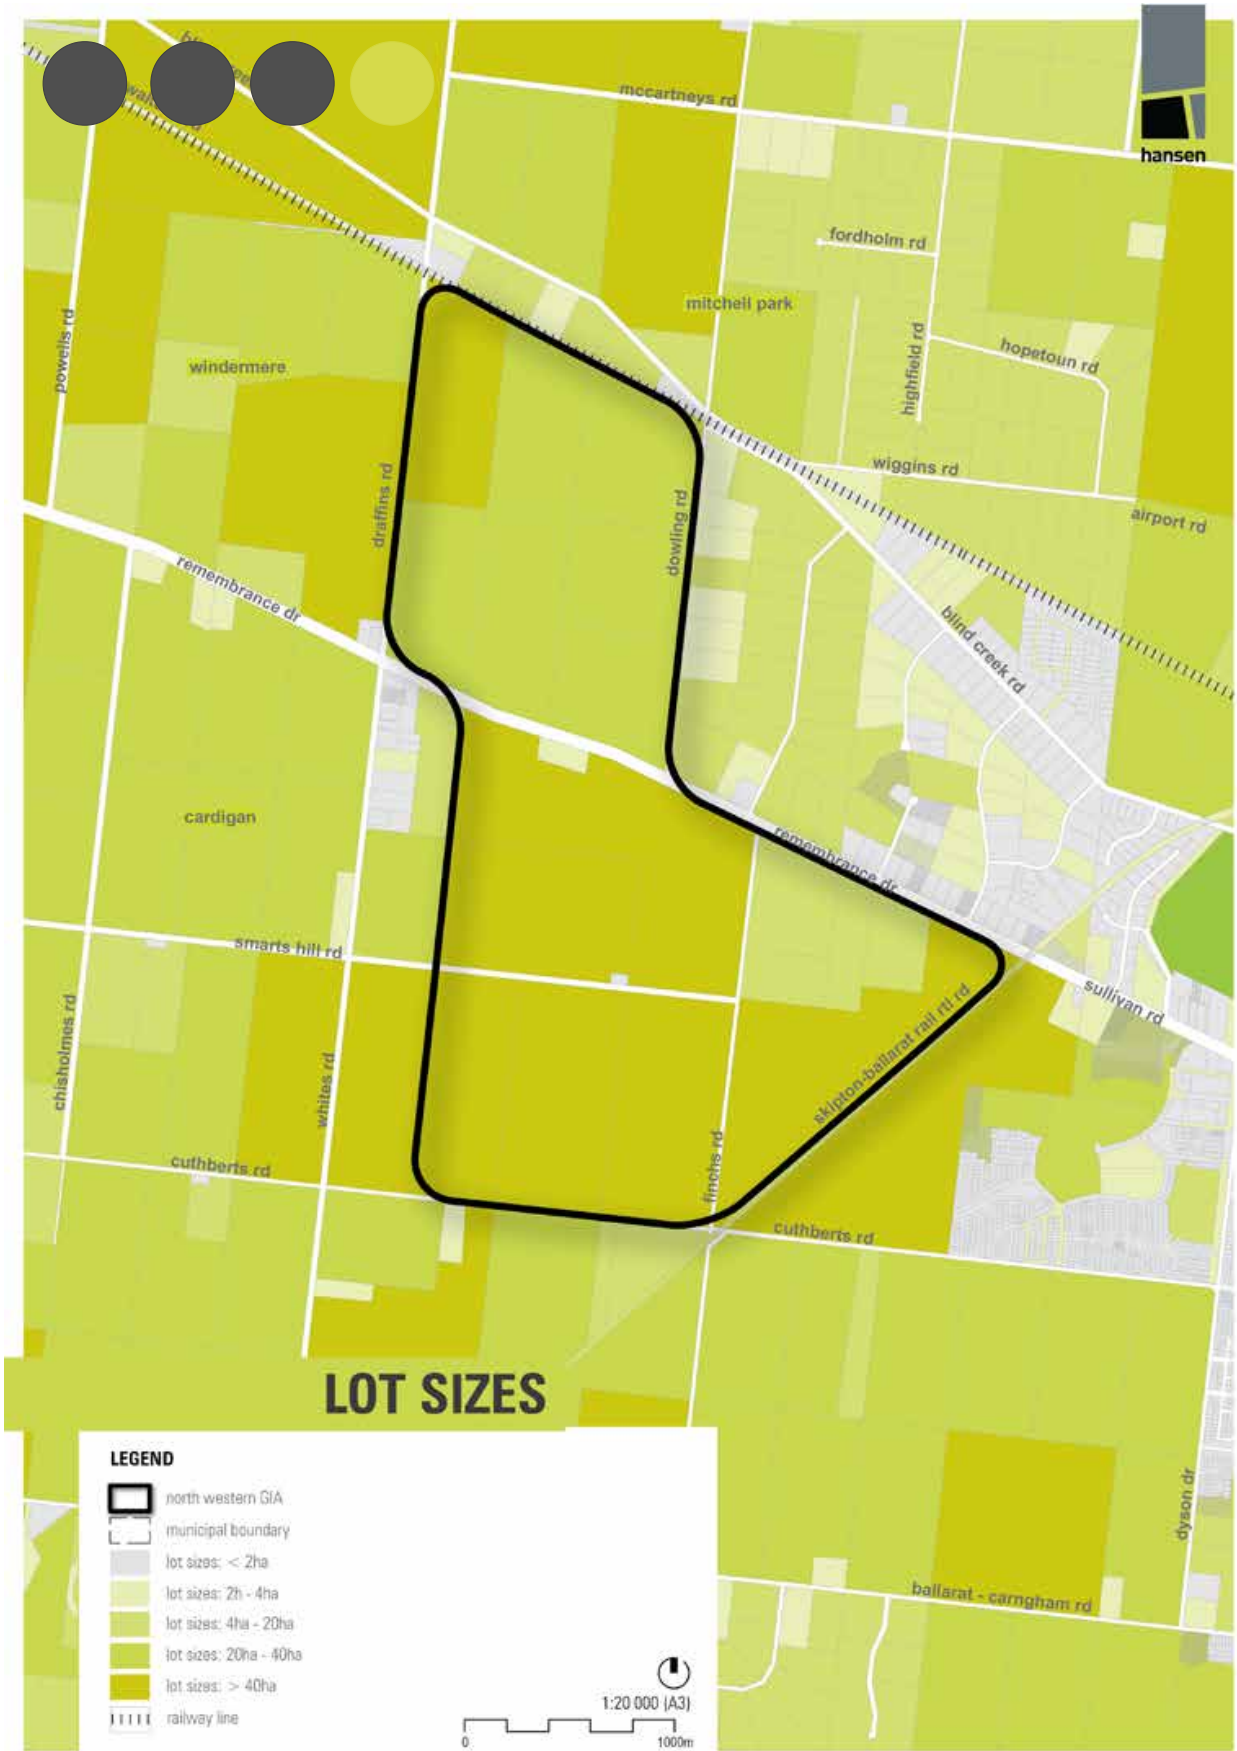 hansen
mccartneys rd
fordholm rd
mitchell park
highfield rd
hopetoun rd
powells rd
windermere
draffins rd
dowling rd
wiggins rd
airport rd
remembrance dr
blind creek rd
cardigan
remembrance dr
smarts hill rd
sullivan rd
skipton-ballarat rail rtl rd
chisholmes rd
whites rd
finchs rd
cuthberts rd
cuthberts rd
LOT SIZES
LEGEND
north western GIA
municipal boundary
lot sizes: < 2ha
lot sizes: 2h - 4ha
lot sizes: 4ha - 20ha
lot sizes: 20ha - 40ha
lot sizes: > 40ha
railway line
1:20 000 (A3)
0 1000m
dyson dr
ballarat - carngham rd